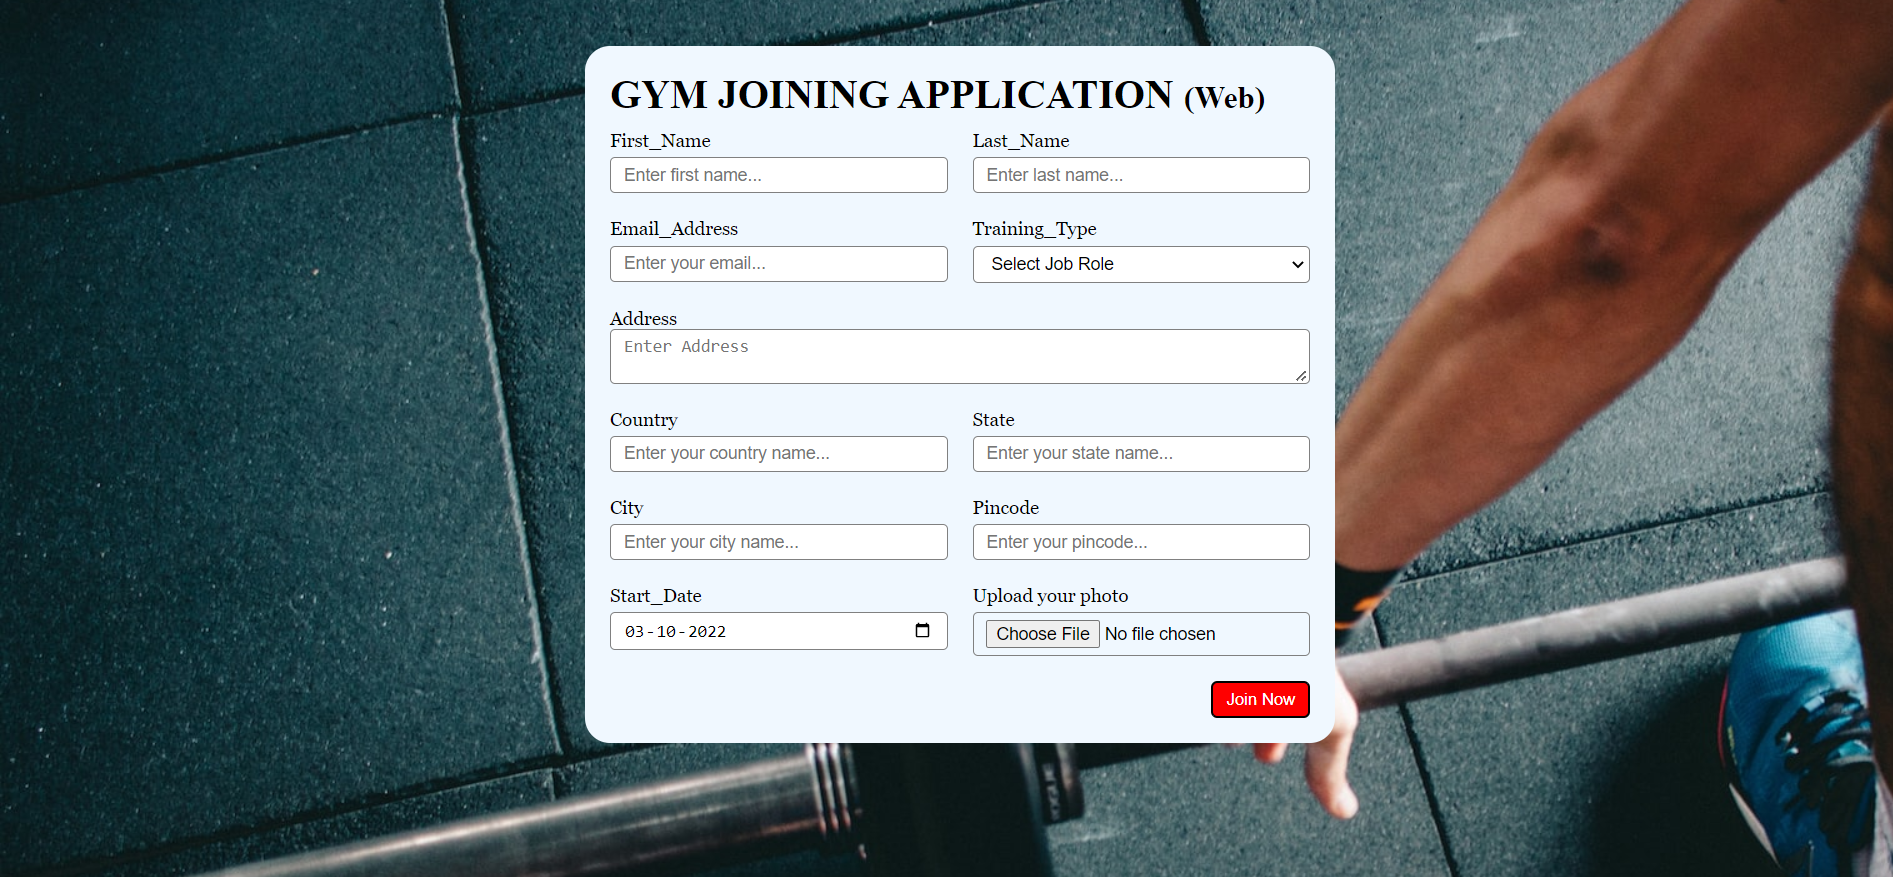 GYM JOINING APPLICATION (Web)
First_Name Last_Name
Enter first name... Enter last name...
Email_Address Training_Type
Enter your email... Select Job Role
Address
Enter Address
Country State
Enter your country name... Enter your state name...
City Pincode
Enter your city name... Enter your pincode...
Start_Date Upload your photo
03-10-2022 Choose File No file chosen
Join Now